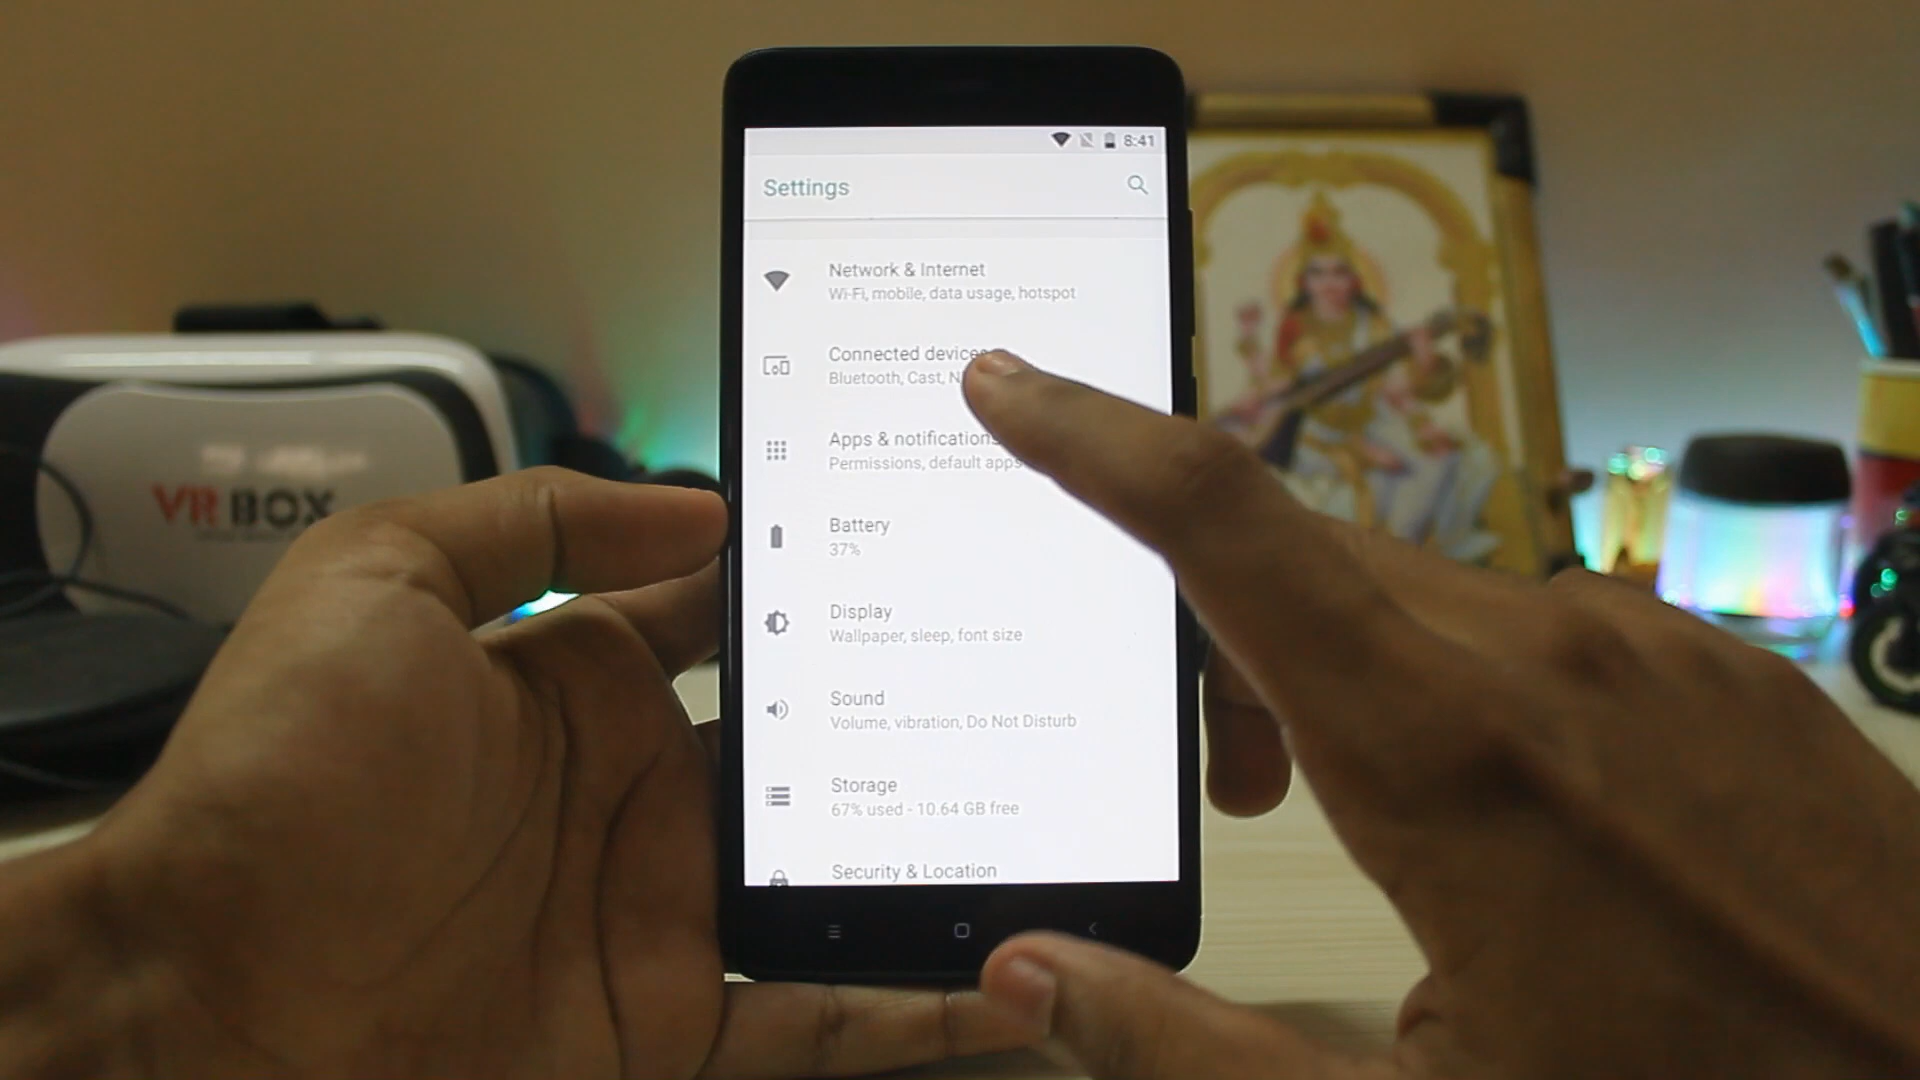 8:41
Settings
Network & Internet
Wi-Fi, mobile, data usage, hotspot
Connected devices
Bluetooth, Cast,
Apps & notifications
Permissions, default apps
Battery
37%
Display
Wallpaper, sleep, font size
Sound
Volume, vibration, Do Not Disturb
Storage
67% used - 10.64 GB free
Security & Location
VR BOX